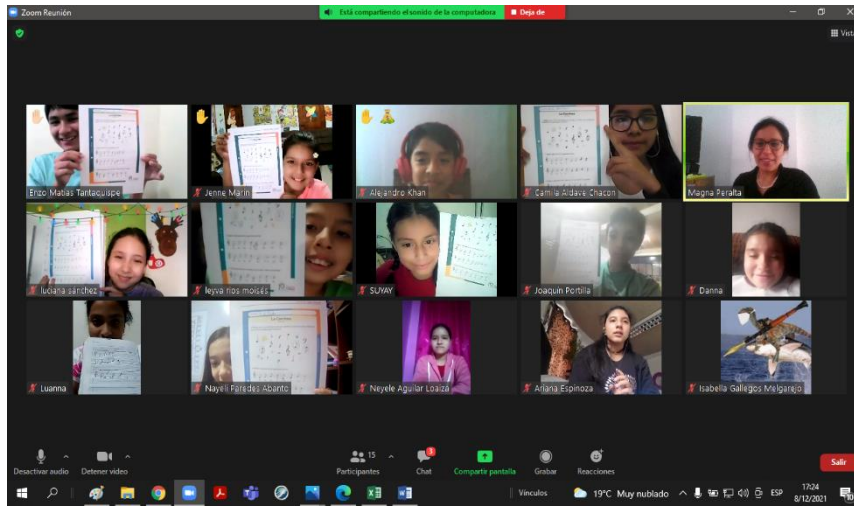 Zoom Reunión
Está compartiendo el sonido de la computadora
Deja de
Vista
Enzo Matias Tantaquispe
Jenne Marin
Alejandro Khan
Camila Aldave Chacon
Magna Peralta
luciana sanchez
leyva rios moises
SUYAY
Joaquin Portilla
Danna
Luanna
Nayeli Paredes Abanto
Neyele Aguilar Loaiza
Ariana Espinoza
Isabella Gallegos Melgarejo
Desactivar audio
Detener video
15
Participantes
Chat
Compartir pantalla
Grabar
Reacciones
Salir
Vínculos
19°C Muy nublado
ESP
17:24
8/12/2021